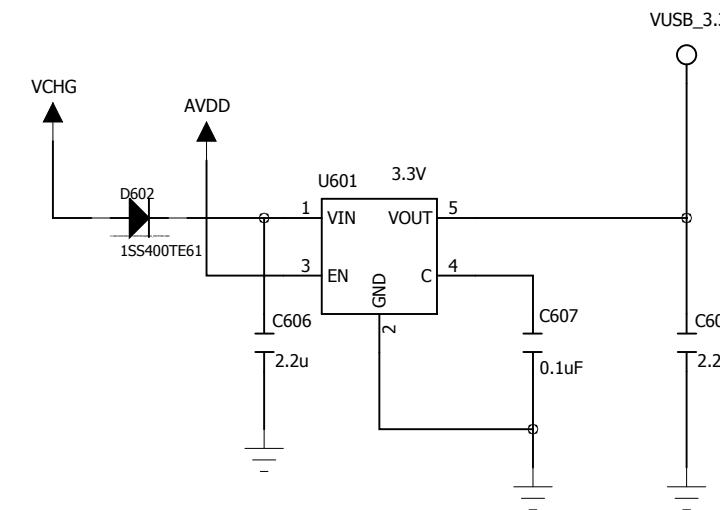 VUSB_3.3
VCHG
AVDD
D602
1SS400TE61
U601
3.3V
1
VIN
VOUT
5
3
EN
GND
C
4
2
C606
2.2u
C607
0.1uF
C60
2.2